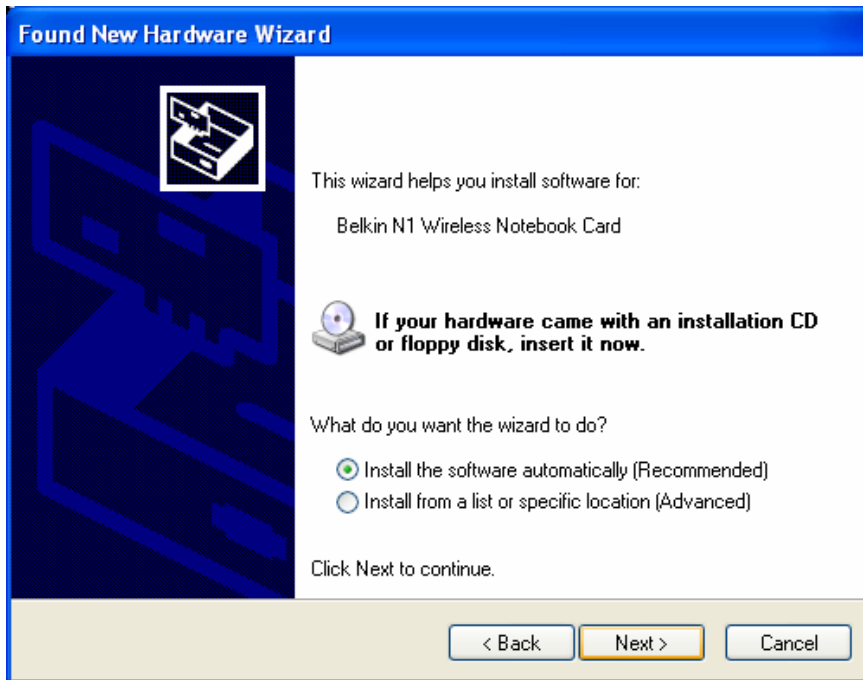 Found New Hardware Wizard
This wizard helps you install software for:
Belkin N1 Wireless Notebook Card
If your hardware came with an installation CD
or floppy disk, insert it now.
What do you want the wizard to do?
Install the software automatically (Recommended)
Install from a list or specific location (Advanced)
Click Next to continue.
< Back Next > Cancel